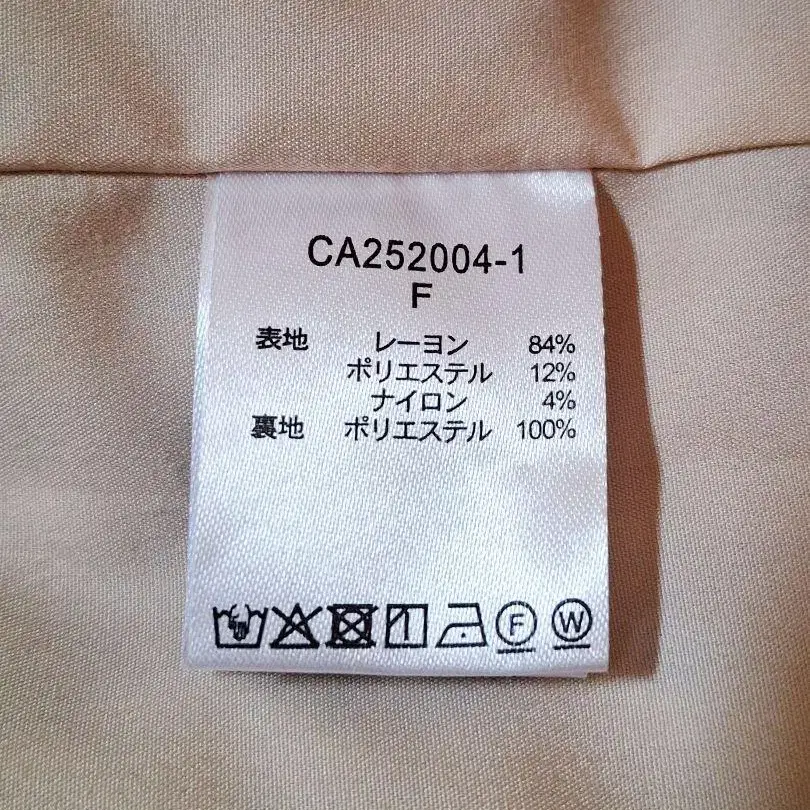 CA252004-1
F
表地 レーヨン 84%
ポリエステル 12%
ナイロン 4%
裏地 ポリエステル 100%
F W